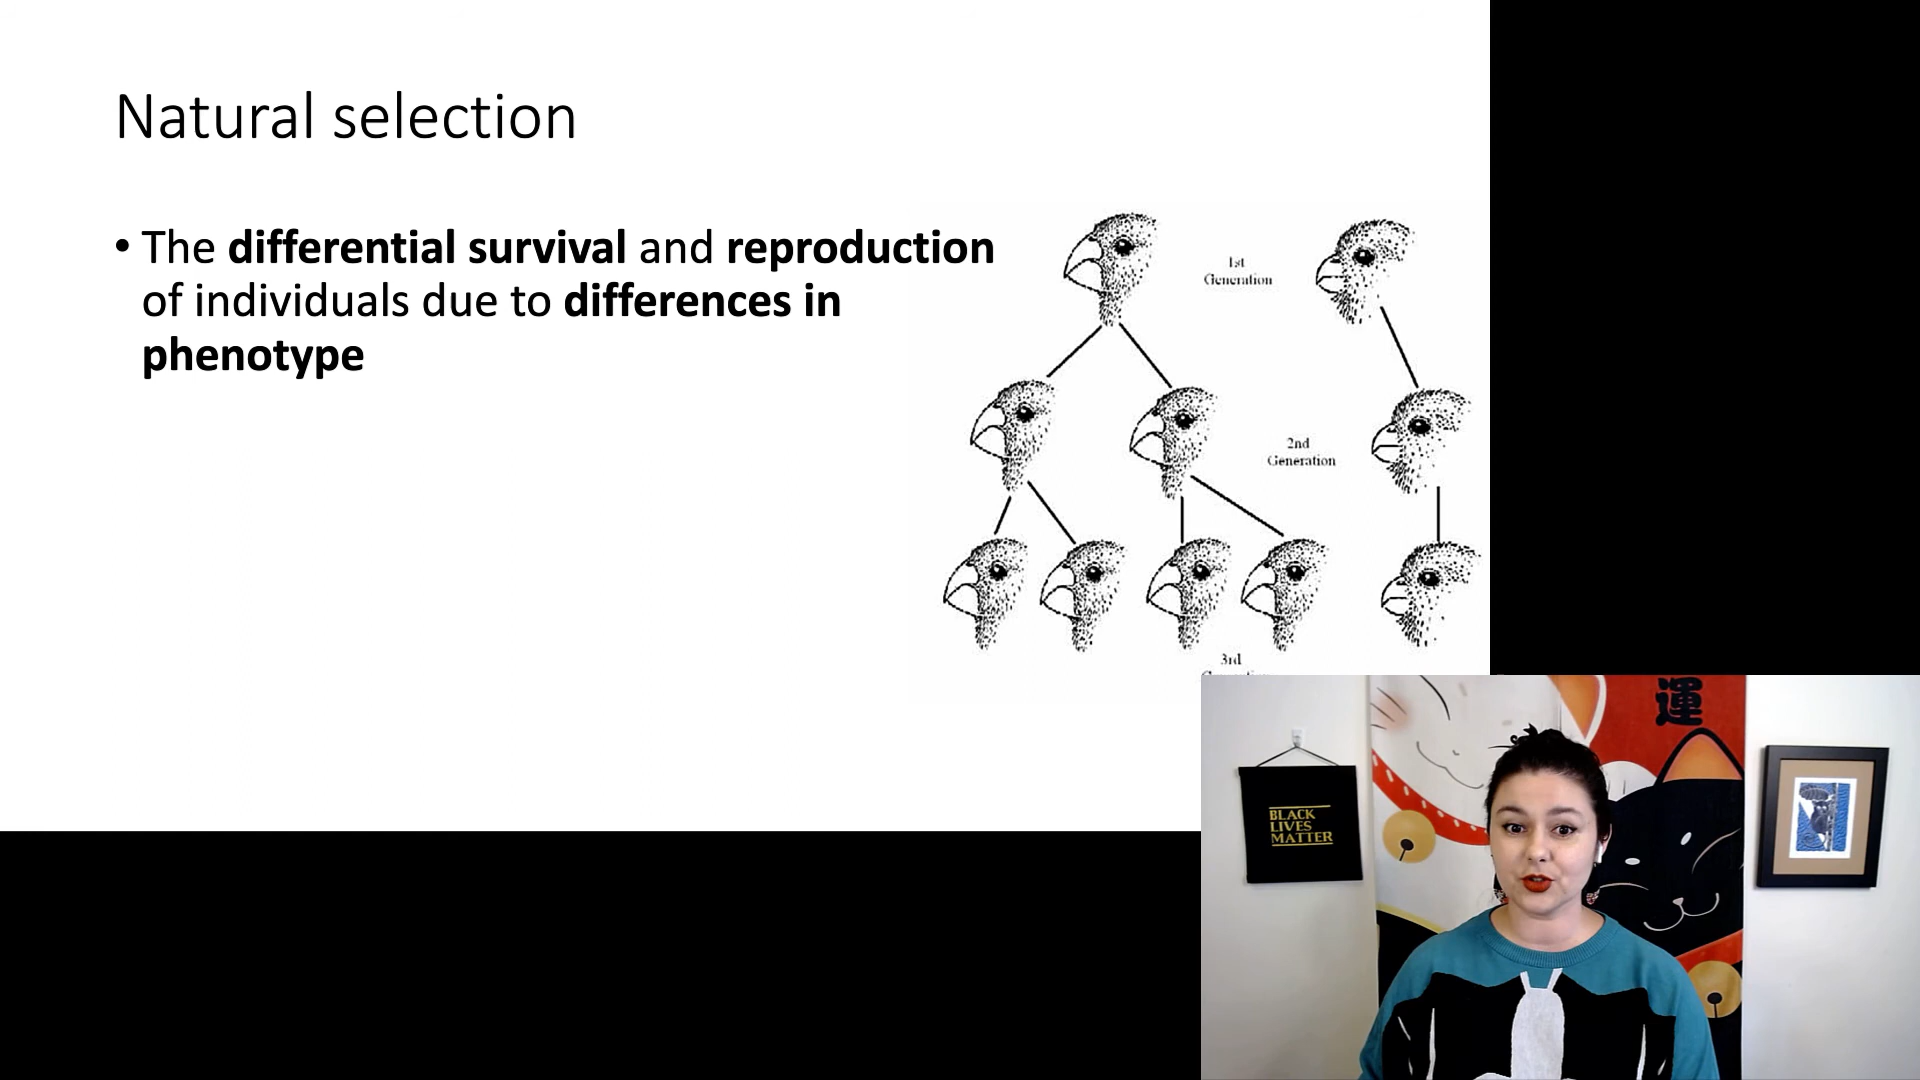 Natural selection
• The differential survival and reproduction
of individuals due to differences in
phenotype
1st
Generation
2nd
Generation
3rd
運
BLACK
LIVES
MATTER